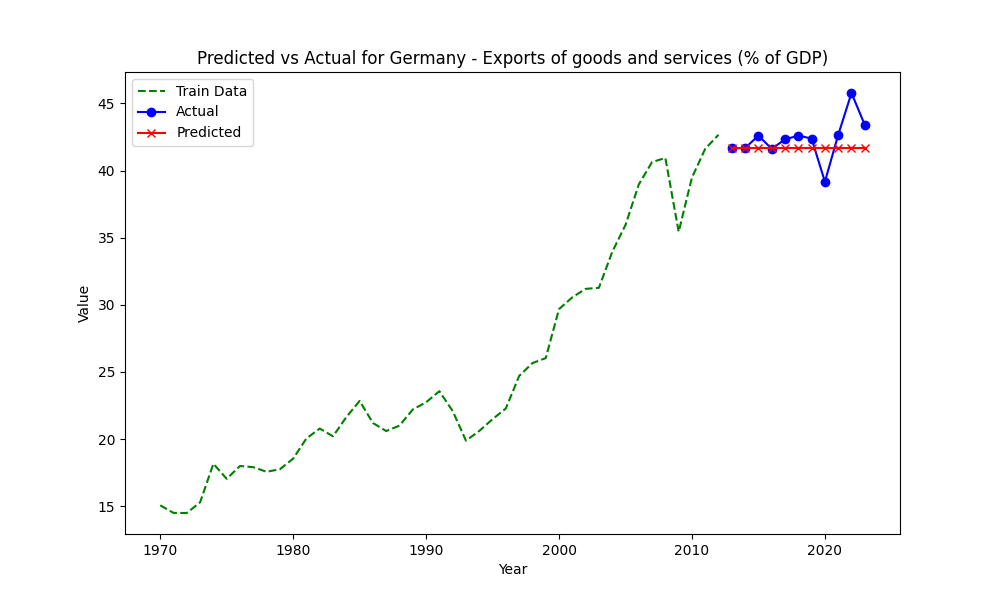 Predicted vs Actual for Germany - Exports of goods and services (% of GDP)
Train Data
Actual
Predicted
45
40
35
30
25
20
15
Value
1970
1980
1990
2000
2010
2020
Year